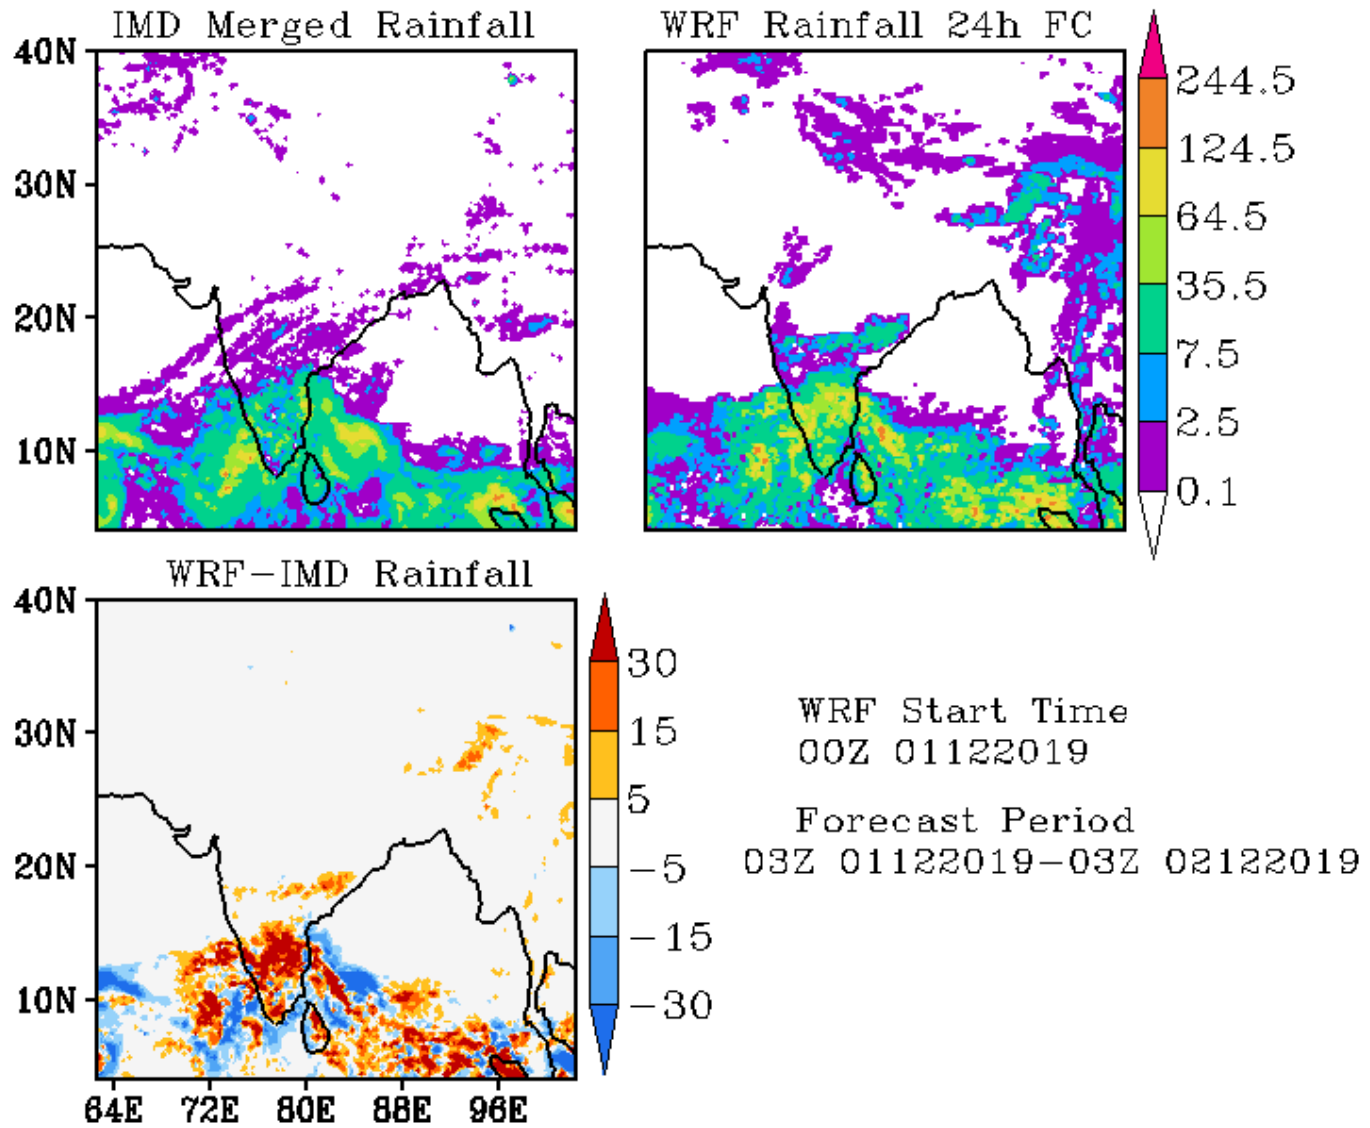 IMD Merged Rainfall
WRF Rainfall 24h FC
40N
30N
20N
10N
244.5
124.5
64.5
35.5
7.5
2.5
0.1
WRF-IMD Rainfall
40N
30N
20N
10N
64E 72E 80E 88E 96E
30
15
5
-5
-15
-30
WRF Start Time
00Z 01122019
Forecast Period
03Z 01122019-03Z 02122019